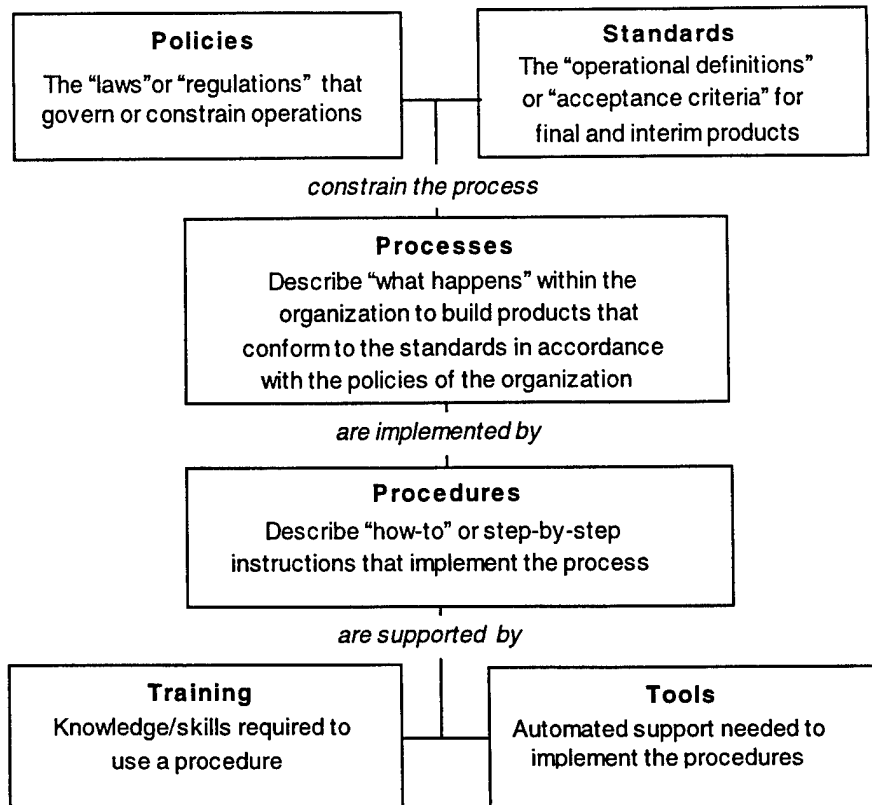 Policies
The “laws”or “regulations” that
govern or constrain operations
Standards
The “operational definitions”
or “acceptance criteria” for
final and interim products
constrain the process
Processes
Describe “what happens” within the
organization to build products that
conform to the standards in accordance
with the policies of the organization
are implemented by
Procedures
Describe “how-to” or step-by-step
instructions that implement the process
are supported by
Training
Knowledge/skills required to
use a procedure
Tools
Automated support needed to
implement the procedures